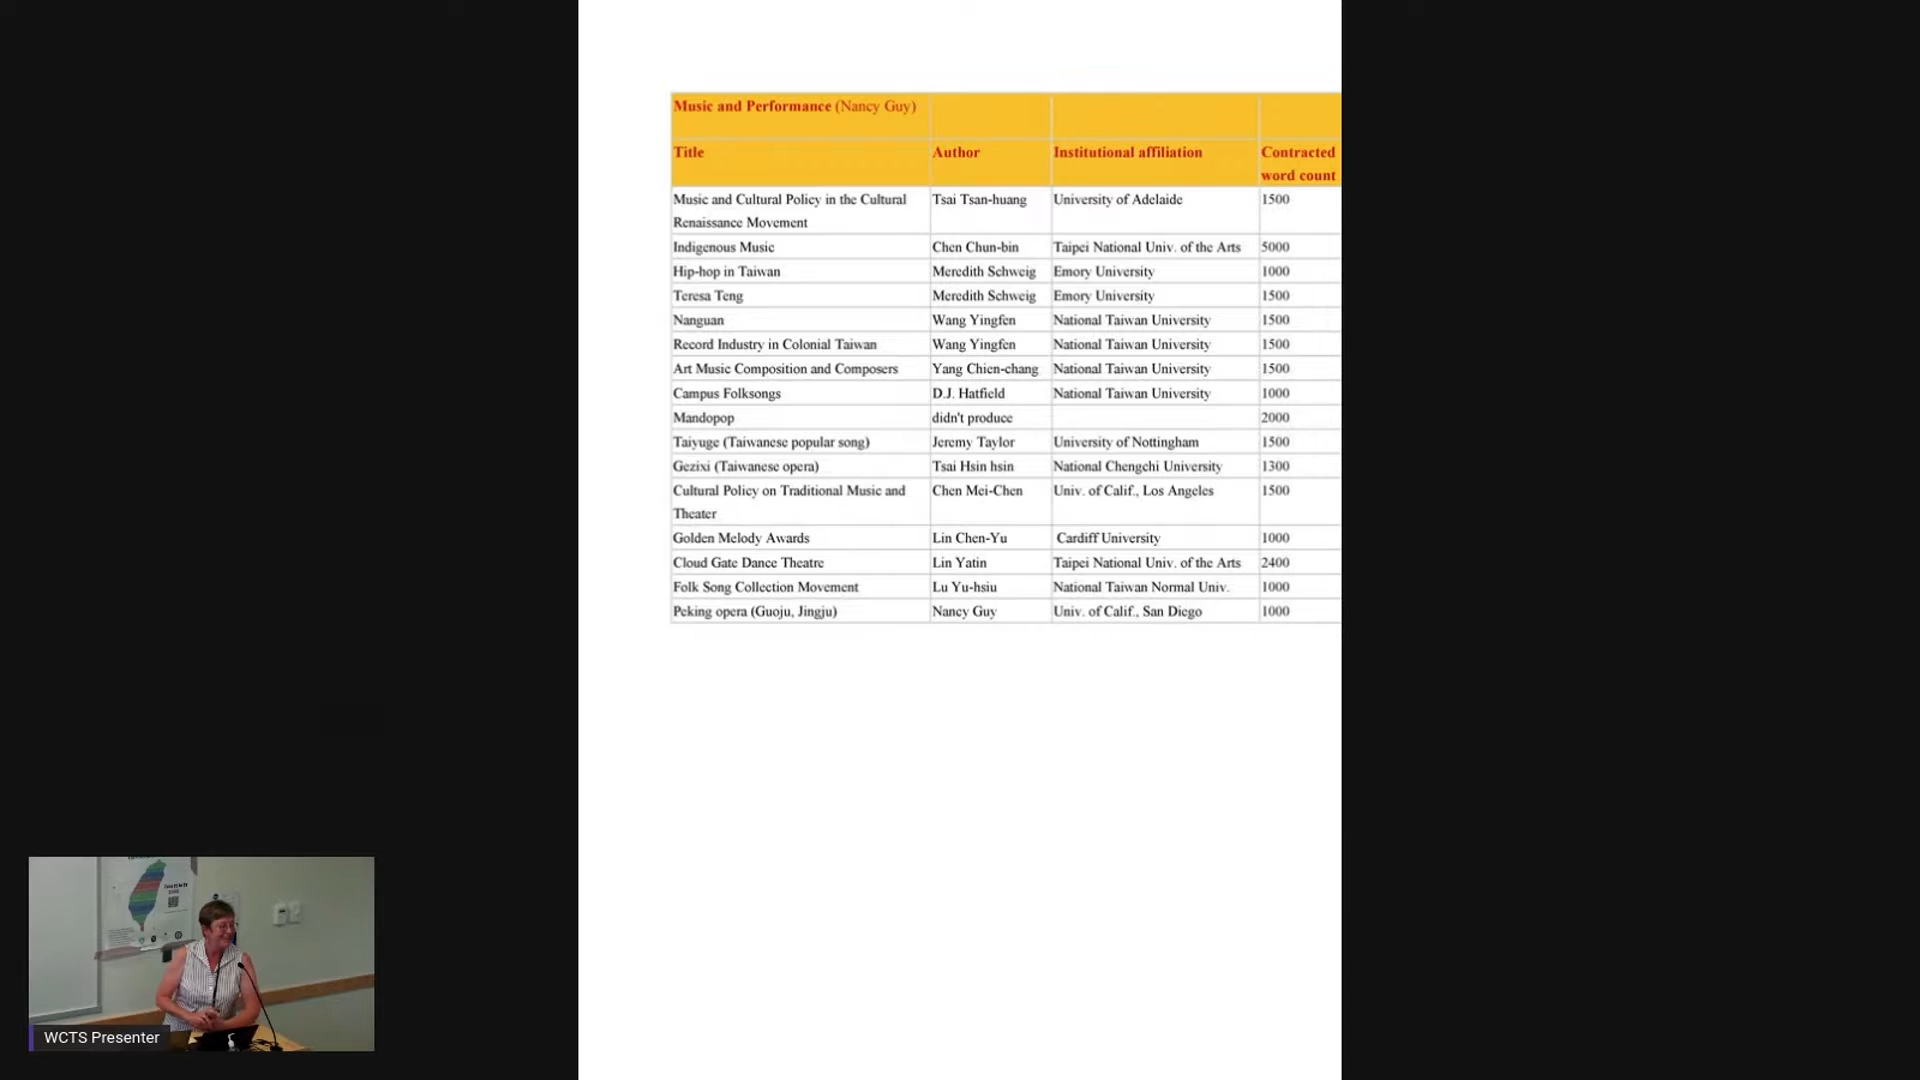 Music and Performance (Nancy Guy)
Title Author Institutional affiliation Contracted word count
Music and Cultural Policy in the Cultural Renaissance Movement Tsai Tsan-huang University of Adelaide 1500
Indigenous Music Chen Chun-bin Taipei National Univ. of the Arts 5000
Hip-hop in Taiwan Meredith Schweig Emory University 1000
Teresa Teng Meredith Schweig Emory University 1500
Nanguan Wang Yingfen National Taiwan University 1500
Record Industry in Colonial Taiwan Wang Yingfen National Taiwan University 1500
Art Music Composition and Composers Yang Chien-chang National Taiwan University 1500
Campus Folksongs D.J. Hatfield National Taiwan University 1000
Mandopop didn't produce 2000
Taiyuge (Taiwanese popular song) Jeremy Taylor University of Nottingham 1500
Gezixi (Taiwanese opera) Tsai Hsin hsin National Chengchi University 1300
Cultural Policy on Traditional Music and Theater Chen Mei-Chen Univ. of Calif., Los Angeles 1500
Golden Melody Awards Lin Chen-Yu Cardiff University 1000
Cloud Gate Dance Theatre Lin Yatin Taipei National Univ. of the Arts 2400
Folk Song Collection Movement Lu Yu-hsiu National Taiwan Normal Univ. 1000
Peking opera (Guoju, Jingju) Nancy Guy Univ. of Calif., San Diego 1000
WCTS Presenter